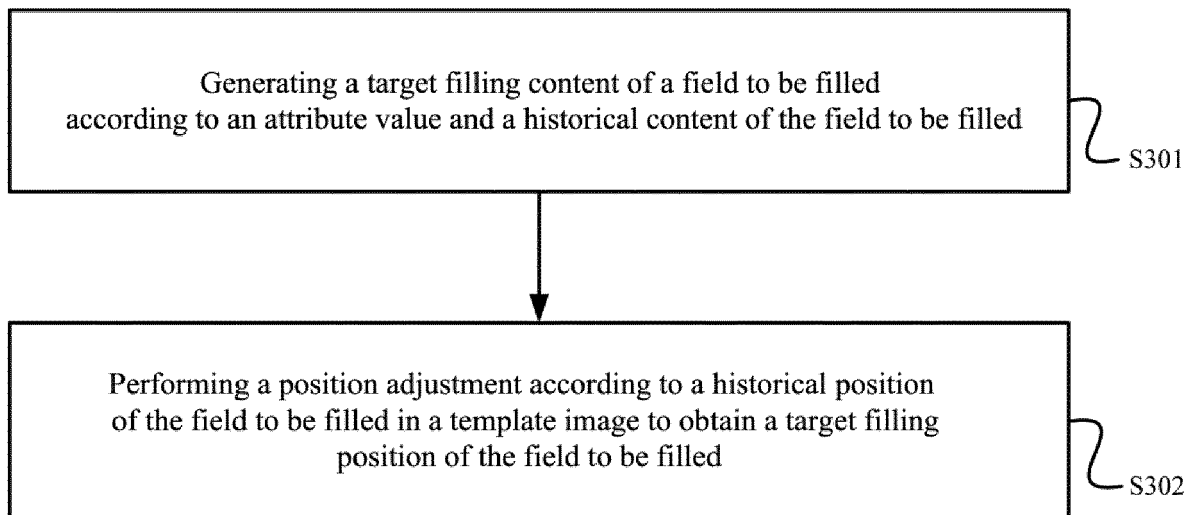 Generating a target filling content of a field to be filled
according to an attribute value and a historical content of the field to be filled
S301
Performing a position adjustment according to a historical position
of the field to be filled in a template image to obtain a target filling
position of the field to be filled
S302